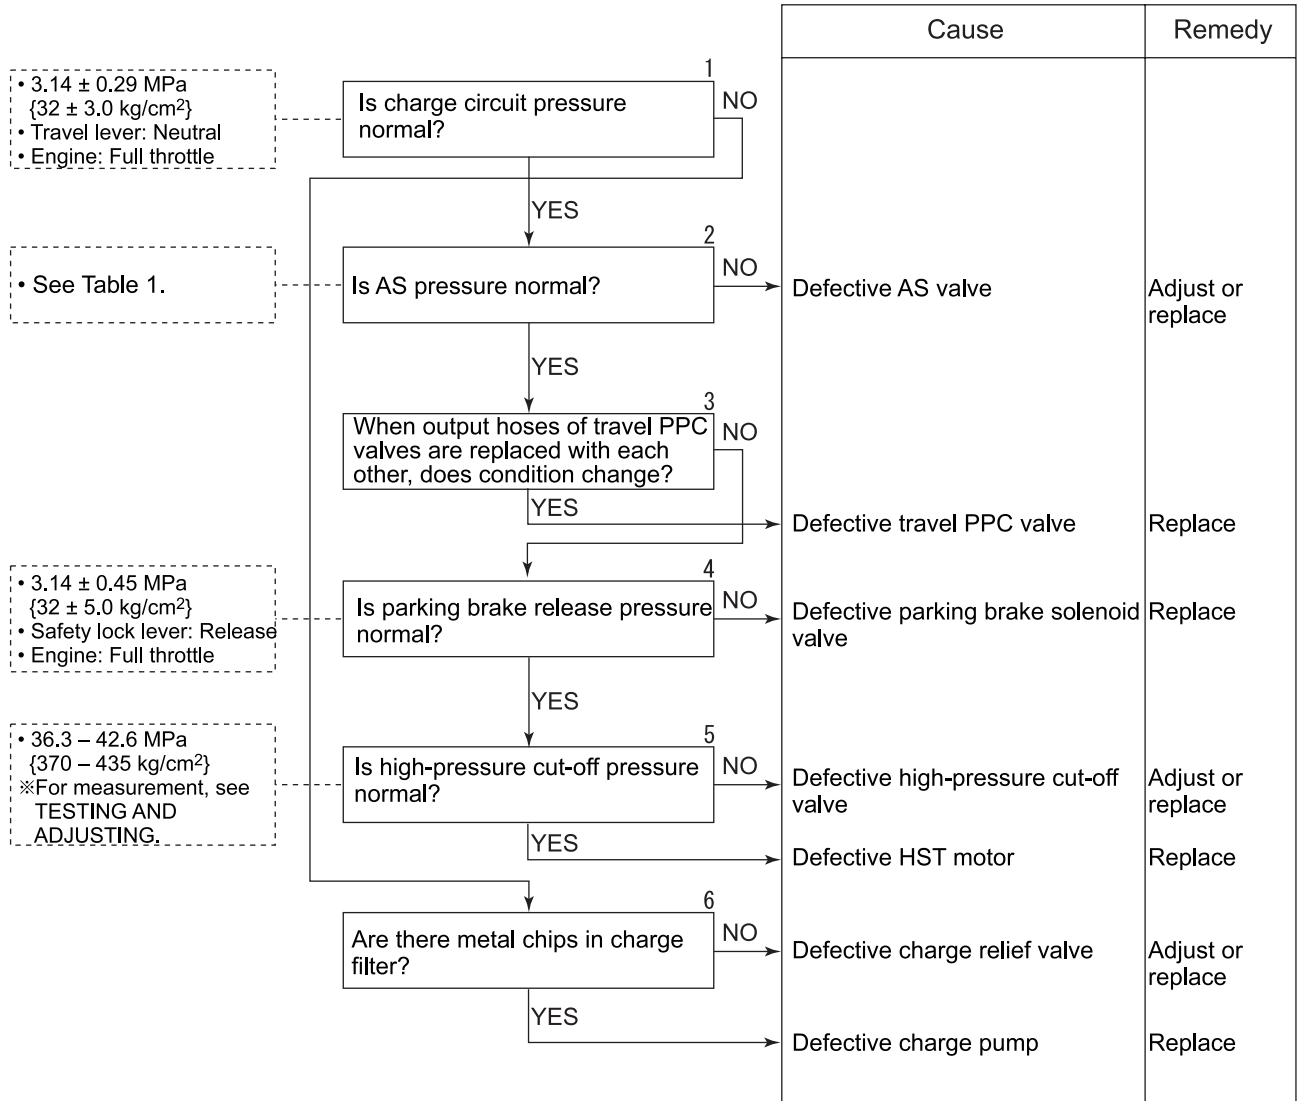 Cause
Remedy
• 3.14 ± 0.29 MPa
{32 ± 3.0 kg/cm²}
• Travel lever: Neutral
• Engine: Full throttle
1
Is charge circuit pressure
normal?
NO
YES
• See Table 1.
2
Is AS pressure normal?
NO
Defective AS valve
Adjust or
replace
YES
3
When output hoses of travel PPC
valves are replaced with each
other, does condition change?
NO
YES
Defective travel PPC valve
Replace
• 3.14 ± 0.45 MPa
{32 ± 5.0 kg/cm²}
• Safety lock lever: Release
• Engine: Full throttle
4
Is parking brake release pressure
normal?
NO
Defective parking brake solenoid
valve
Replace
YES
• 36.3 – 42.6 MPa
{370 – 435 kg/cm²}
※For measurement, see
TESTING AND
ADJUSTING.
5
Is high-pressure cut-off pressure
normal?
NO
Defective high-pressure cut-off
valve
Adjust or
replace
YES
Defective HST motor
Replace
6
Are there metal chips in charge
filter?
NO
Defective charge relief valve
Adjust or
replace
YES
Defective charge pump
Replace